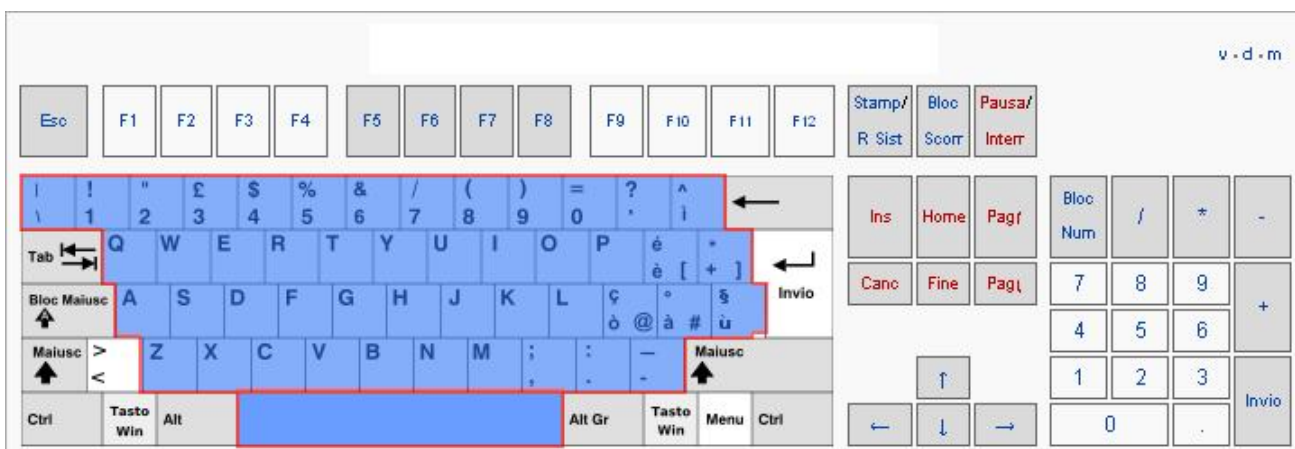 v · d · m
Esc F1 F2 F3 F4 F5 F6 F7 F8 F9 F10 F11 F12 Stamp/ Bloc Pausa/
R Sist Scorr Interr
| ! " £ $ % & / ( ) = ? ^
\ 1 2 3 4 5 6 7 8 9 0 ' ì ←
Ins Home Pag↑ Bloc / * -
Num
Tab Q W E R T Y U I O P é *
è [ + ] Invio
Canc Fine Pag↓ 7 8 9 +
Bloc Maiusc A S D F G H J K L ç ° §
ò @ à # ù
4 5 6
Maiusc > Z X C V B N M ; : — Maiusc
< , . -
↑ 1 2 3 Invio
Ctrl Tasto Alt Alt Gr Tasto Menu Ctrl
Win Win
← ↓ → 0 .